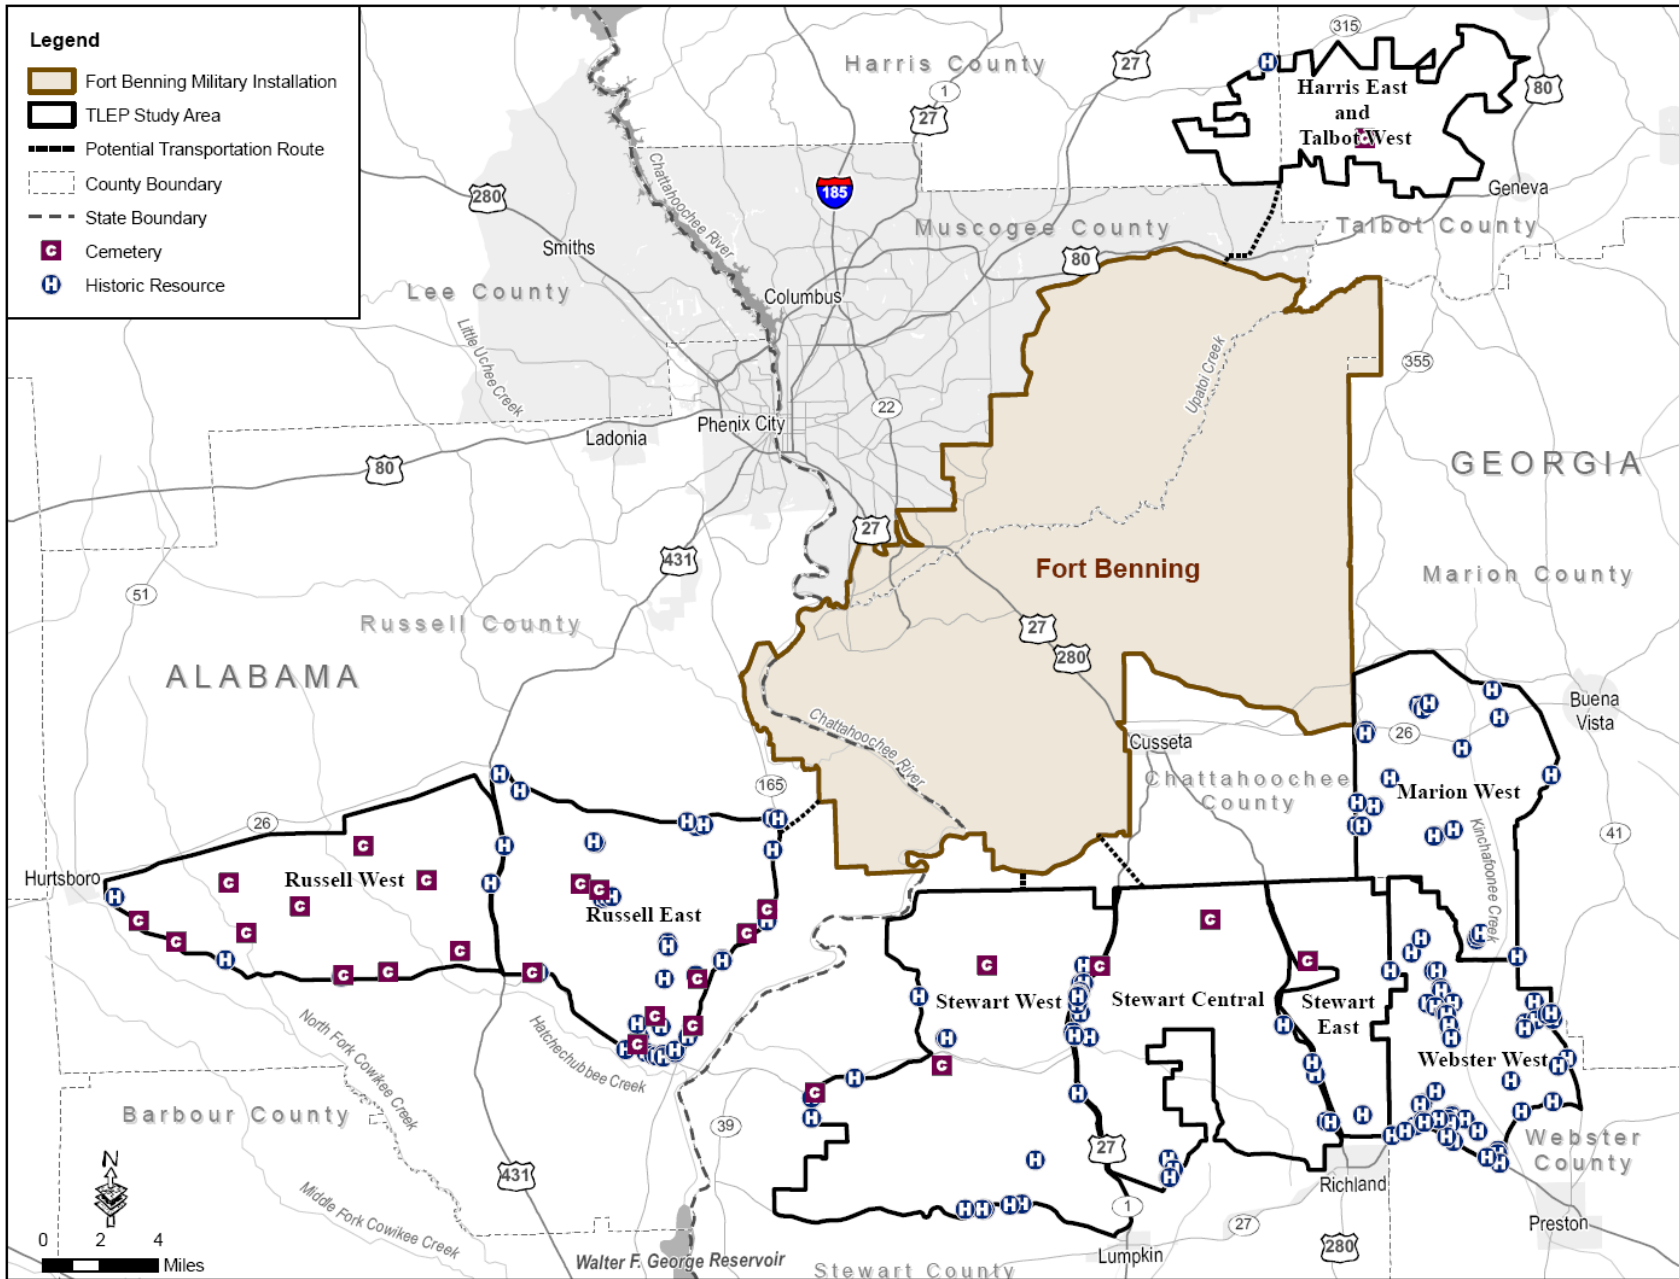 Legend
Fort Benning Military Installation
TLEP Study Area
Potential Transportation Route
County Boundary
State Boundary
C Cemetery
H Historic Resource
315
Harris County
27
1
27
80
Harris East
and
Talbot West
Geneva
Talbot County
280
185
Chattahoochee River
Muscogee County
80
Smiths
Lee County
Columbus
Little Uchee Creek
Upatoi Creek
355
22
Phenix City
Ladonia
80
GEORGIA
27
431
Fort Benning
Marion County
51
Russell County
27
280
ALABAMA
Buena
Vista
Chattahoochee River
26
Cusseta
165
Chattahoochee
County
Marion West
26
Kinchafoonee Creek
41
Hurtsboro
Russell West
Russell East
Stewart West
Stewart Central
Stewart
East
Webster West
North Fork Cowikee Creek
Hatchechubbee Creek
Barbour County
39
27
Webster
County
N
431
Richland
Middle Fork Cowikee Creek
1
27
Preston
0 2 4
Miles
Walter F. George Reservoir
Lumpkin
280
Stewart County